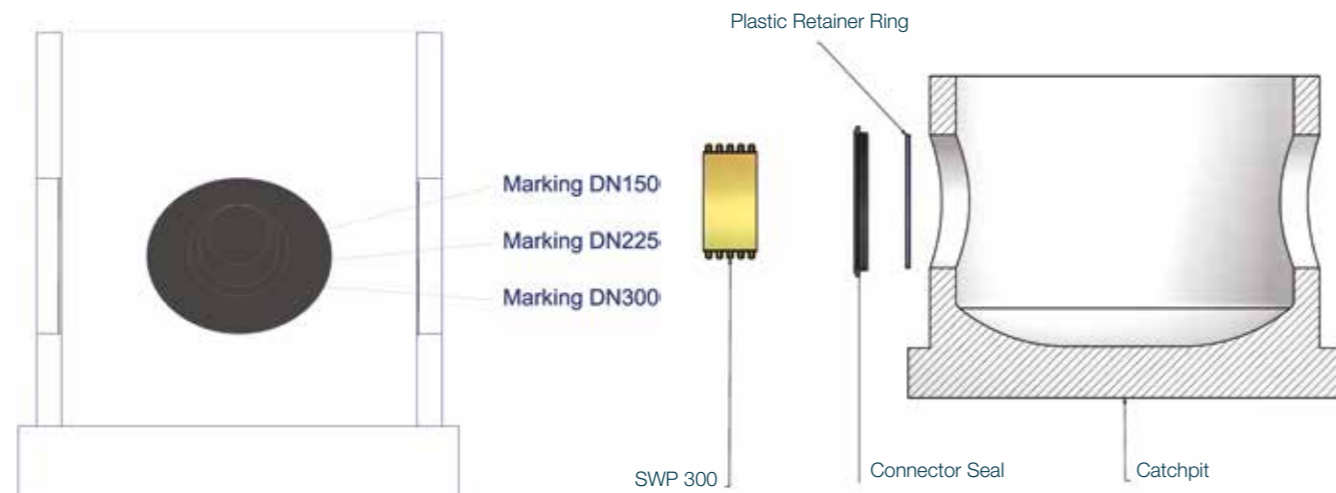 Plastic Retainer Ring
Marking DN150
Marking DN225
Marking DN300
SWP 300
Connector Seal
Catchpit